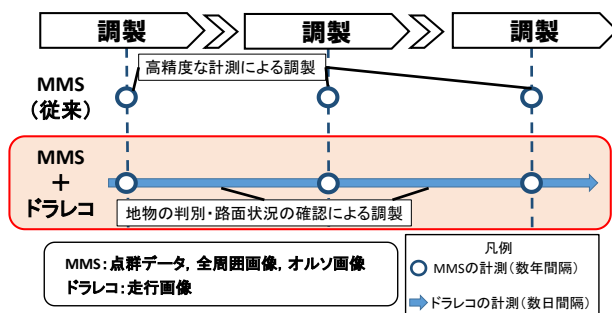 調製 調製 調製
高精度な計測による調製
MMS
(従来)
MMS
+
ドラレコ
地物の判別・路面状況の確認による調製
MMS:点群データ, 全周囲画像, オルソ画像
ドラレコ:走行画像
凡例
MMSの計測(数年間隔)
ドラレコの計測(数日間隔)